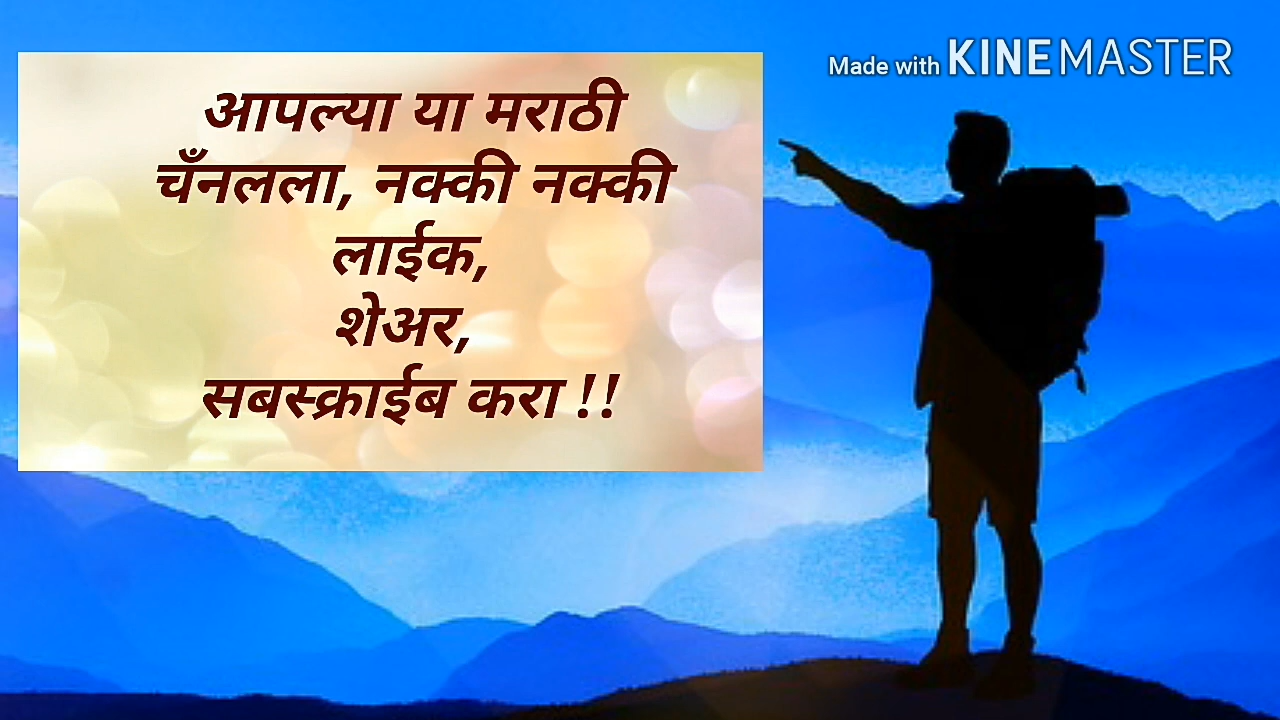 Made with KINEMASTER
आपल्या या मराठी
चॅंनलला, नक्की नक्की
लाईक,
शेअर,
सबस्क्राईब करा !!